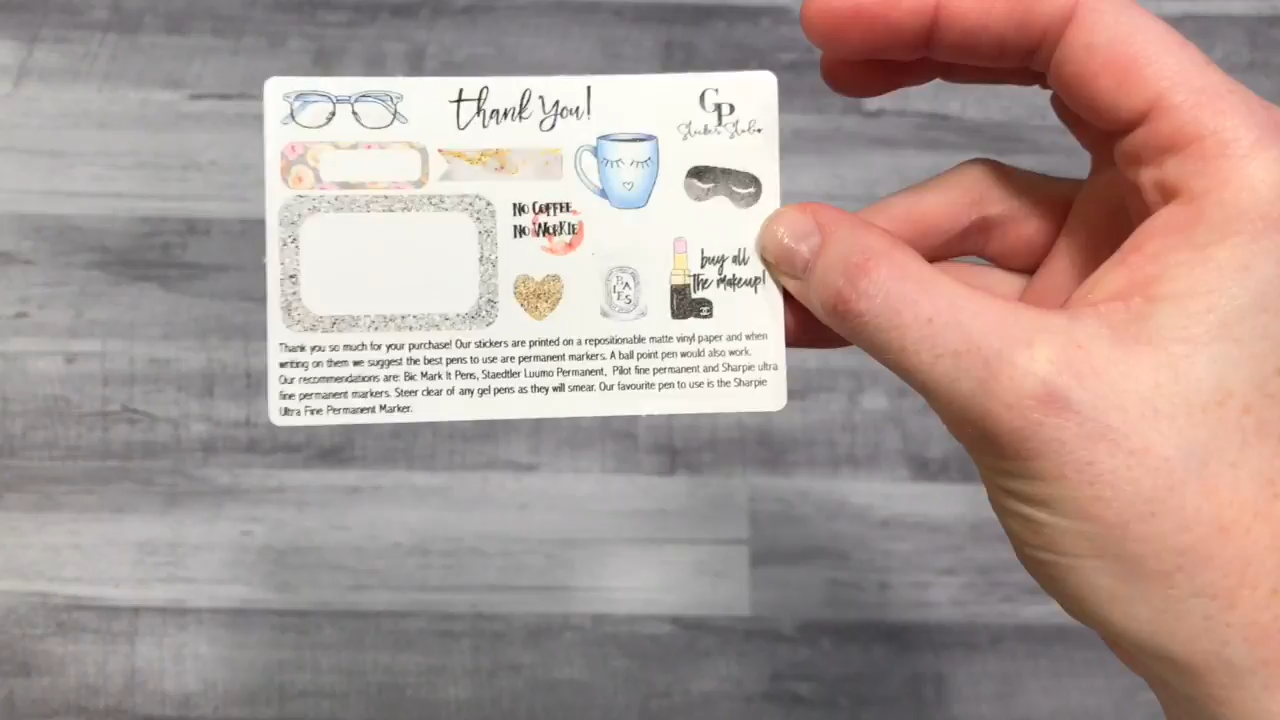 Thank You!
GP
Sticker Studio
No Coffee
No Workie
BAIES
buy all
the makeup!
Thank you so much for your purchase! Our stickers are printed on a repositionable matte vinyl paper and when
writing on them we suggest the best pens to use are permanent markers. A ball point pen would also work.
Our recommendations are: Bic Mark It Pens, Staedtler Luumo Permanent, Pilot fine permanent and Sharpie ultra
fine permanent markers. Steer clear of any gel pens as they will smear. Our favourite pen to use is the Sharpie
Ultra Fine Permanent Marker.